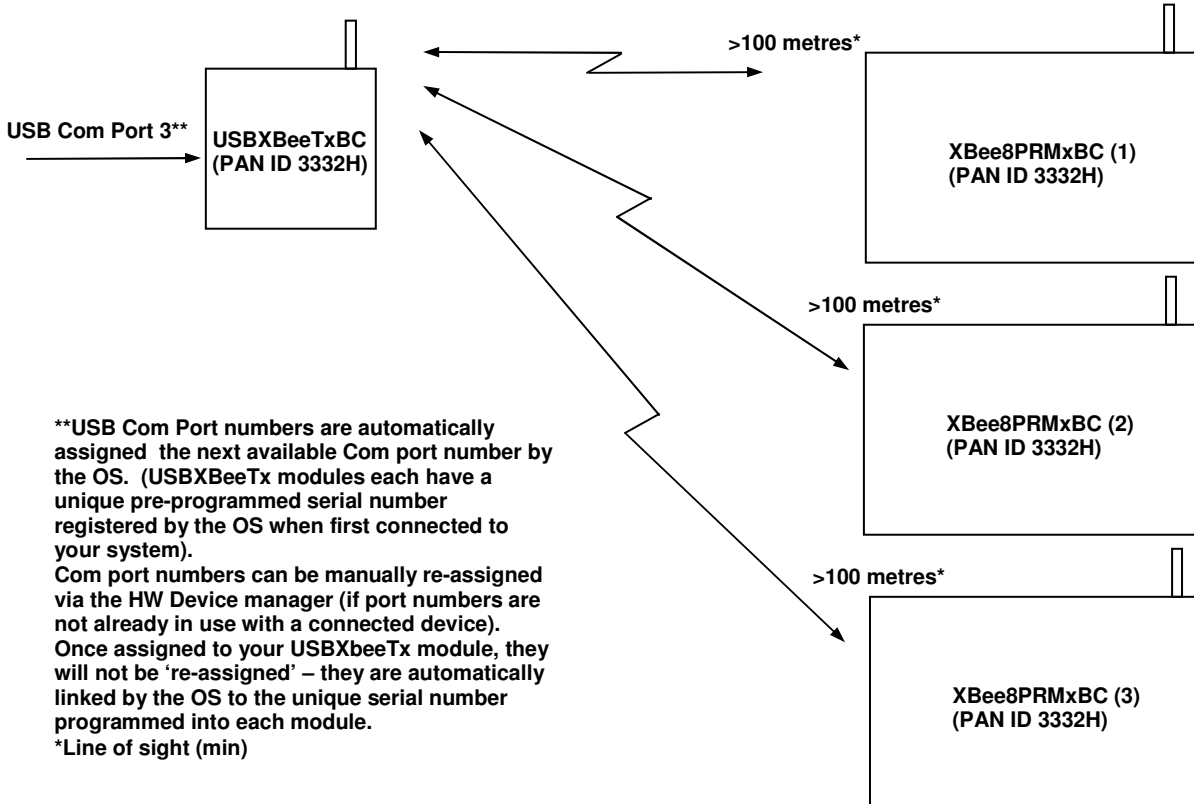 >100 metres*
USB Com Port 3**
USBXBeeTxBC
(PAN ID 3332H)
XBee8PRMxBC (1)
(PAN ID 3332H)
>100 metres*
XBee8PRMxBC (2)
(PAN ID 3332H)
**USB Com Port numbers are automatically
assigned the next available Com port number by
the OS. (USBXBeeTx modules each have a
unique pre-programmed serial number
registered by the OS when first connected to
your system).
Com port numbers can be manually re-assigned
via the HW Device manager (if port numbers are
not already in use with a connected device).
Once assigned to your USBXbeeTx module, they
will not be ‘re-assigned’ – they are automatically
linked by the OS to the unique serial number
programmed into each module.
*Line of sight (min)
>100 metres*
XBee8PRMxBC (3)
(PAN ID 3332H)